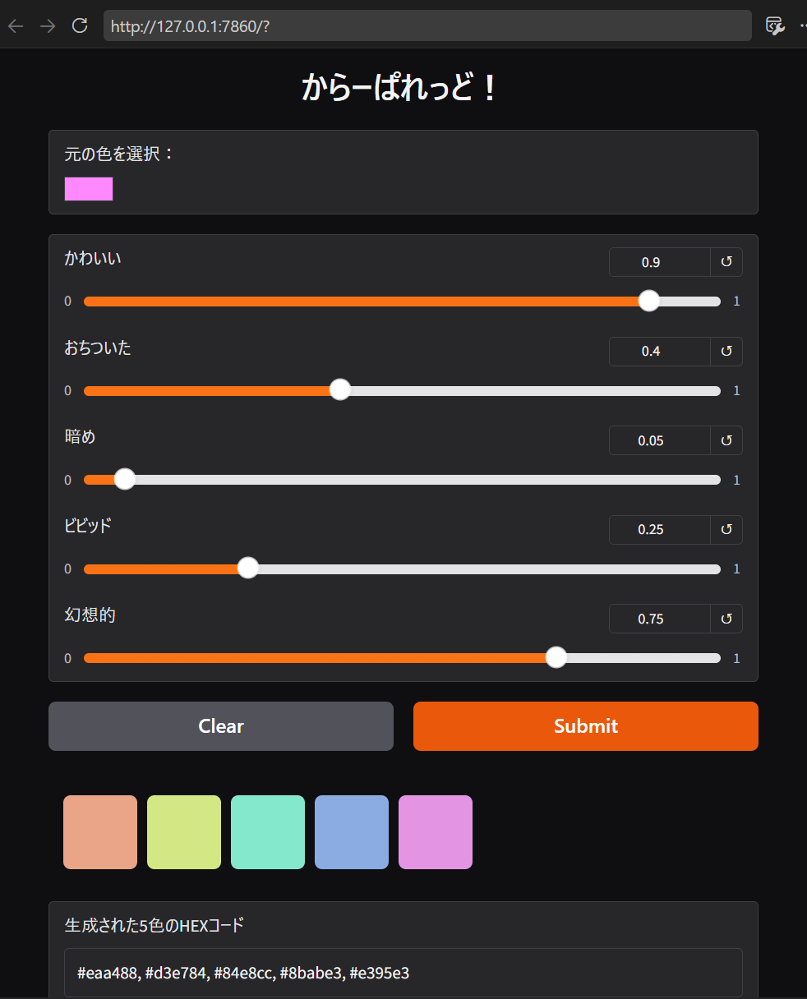 http://127.0.0.1:7860/?
からーぱれっど！
元の色を選択：
かわいい
0.9 ↺
0 1
おちついた
0.4 ↺
0 1
暗め
0.05 ↺
0 1
ビビッド
0.25 ↺
0 1
幻想的
0.75 ↺
0 1
Clear
Submit
生成された5色のHEXコード
#eaa488, #d3e784, #84e8cc, #8babe3, #e395e3